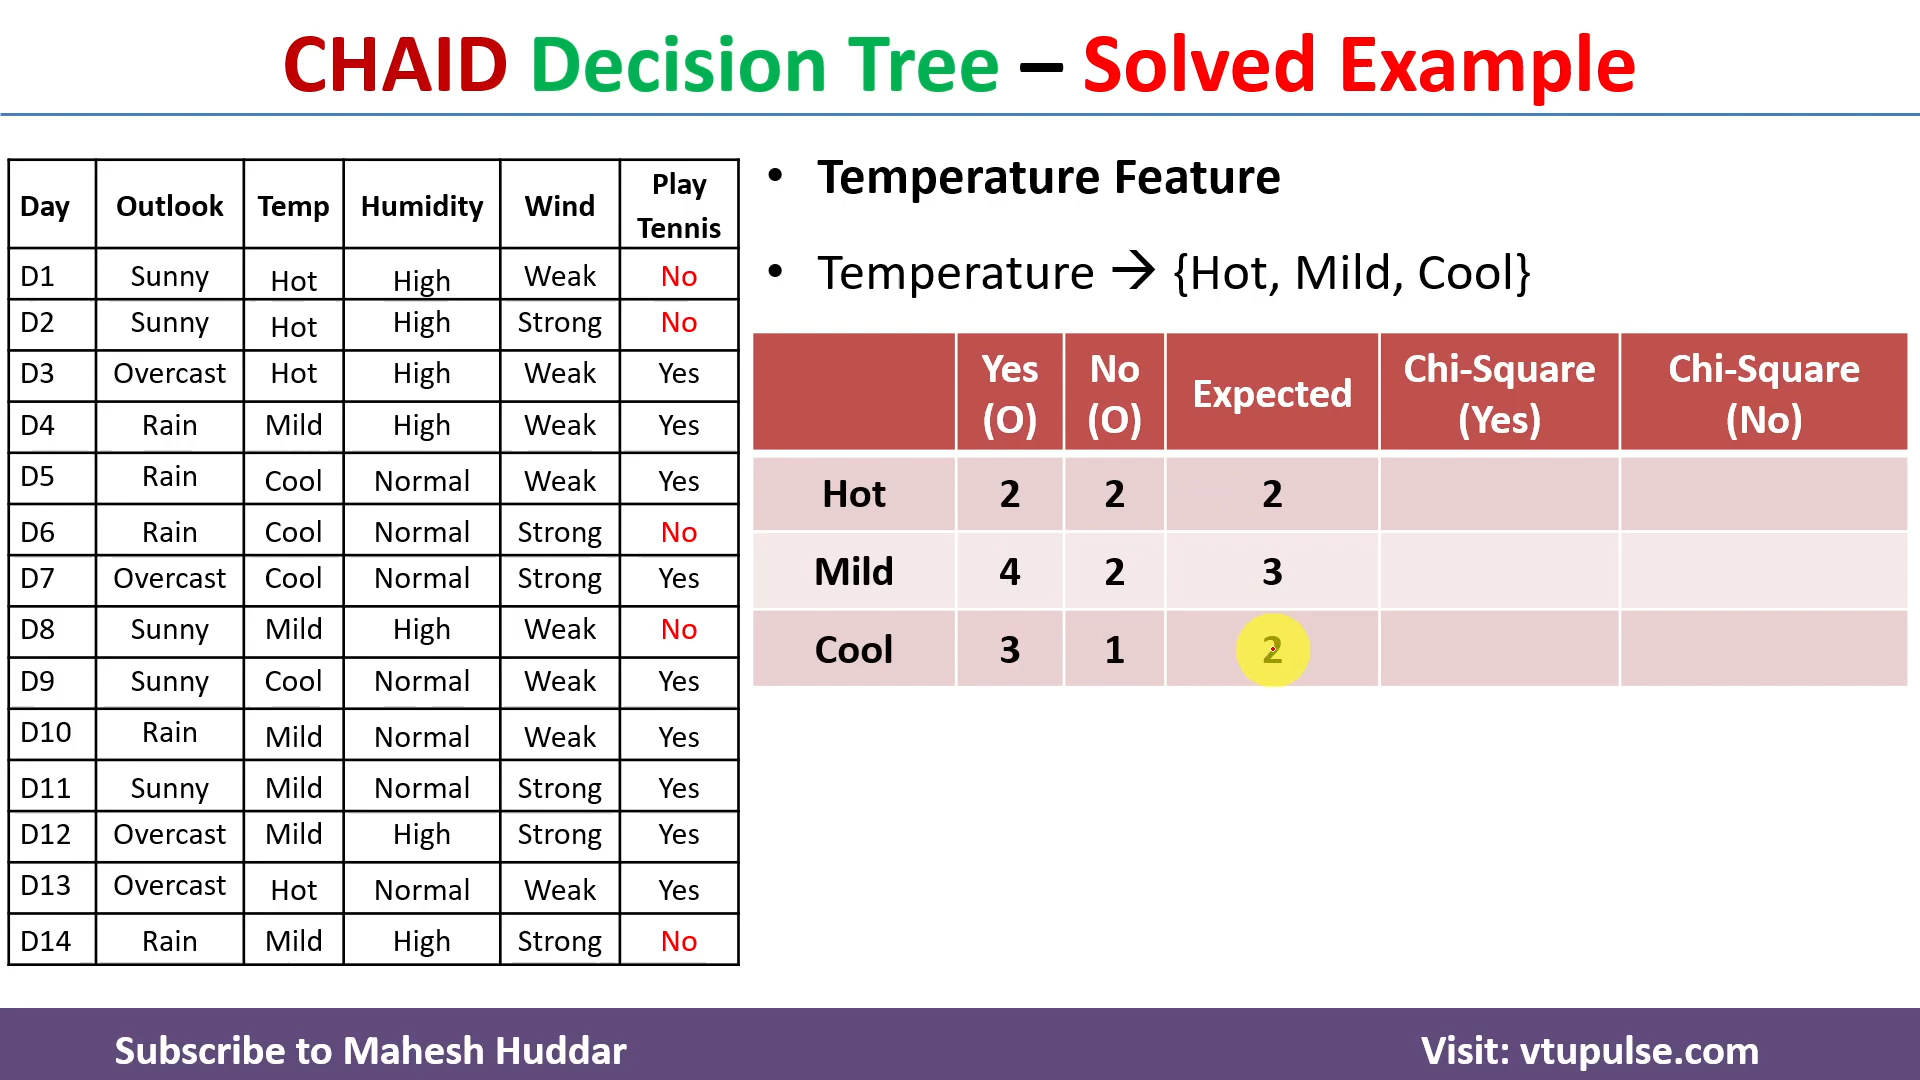 CHAID Decision Tree – Solved Example
Day Outlook Temp Humidity Wind Play Tennis
D1 Sunny Hot High Weak No
D2 Sunny Hot High Strong No
D3 Overcast Hot High Weak Yes
D4 Rain Mild High Weak Yes
D5 Rain Cool Normal Weak Yes
D6 Rain Cool Normal Strong No
D7 Overcast Cool Normal Strong Yes
D8 Sunny Mild High Weak No
D9 Sunny Cool Normal Weak Yes
D10 Rain Mild Normal Weak Yes
D11 Sunny Mild Normal Strong Yes
D12 Overcast Mild High Strong Yes
D13 Overcast Hot Normal Weak Yes
D14 Rain Mild High Strong No
• Temperature Feature
• Temperature → {Hot, Mild, Cool}
Yes (O) No (O) Expected Chi-Square (Yes) Chi-Square (No)
Hot 2 2 2
Mild 4 2 3
Cool 3 1 2
Subscribe to Mahesh Huddar
Visit: vtupulse.com